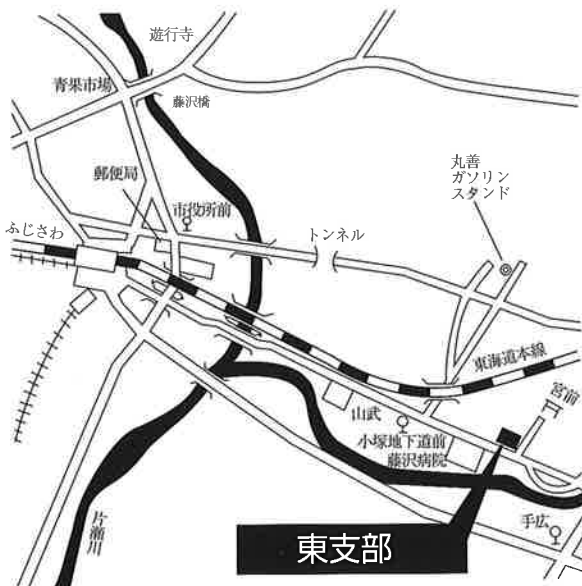 遊行寺
青果市場
藤沢橋
郵便局
丸善
ガソリン
スタンド
市役所前
ふじさわ
トンネル
東海道本線
宮前
山武
小塚地下道前
藤沢病院
手広
片瀬川
東支部